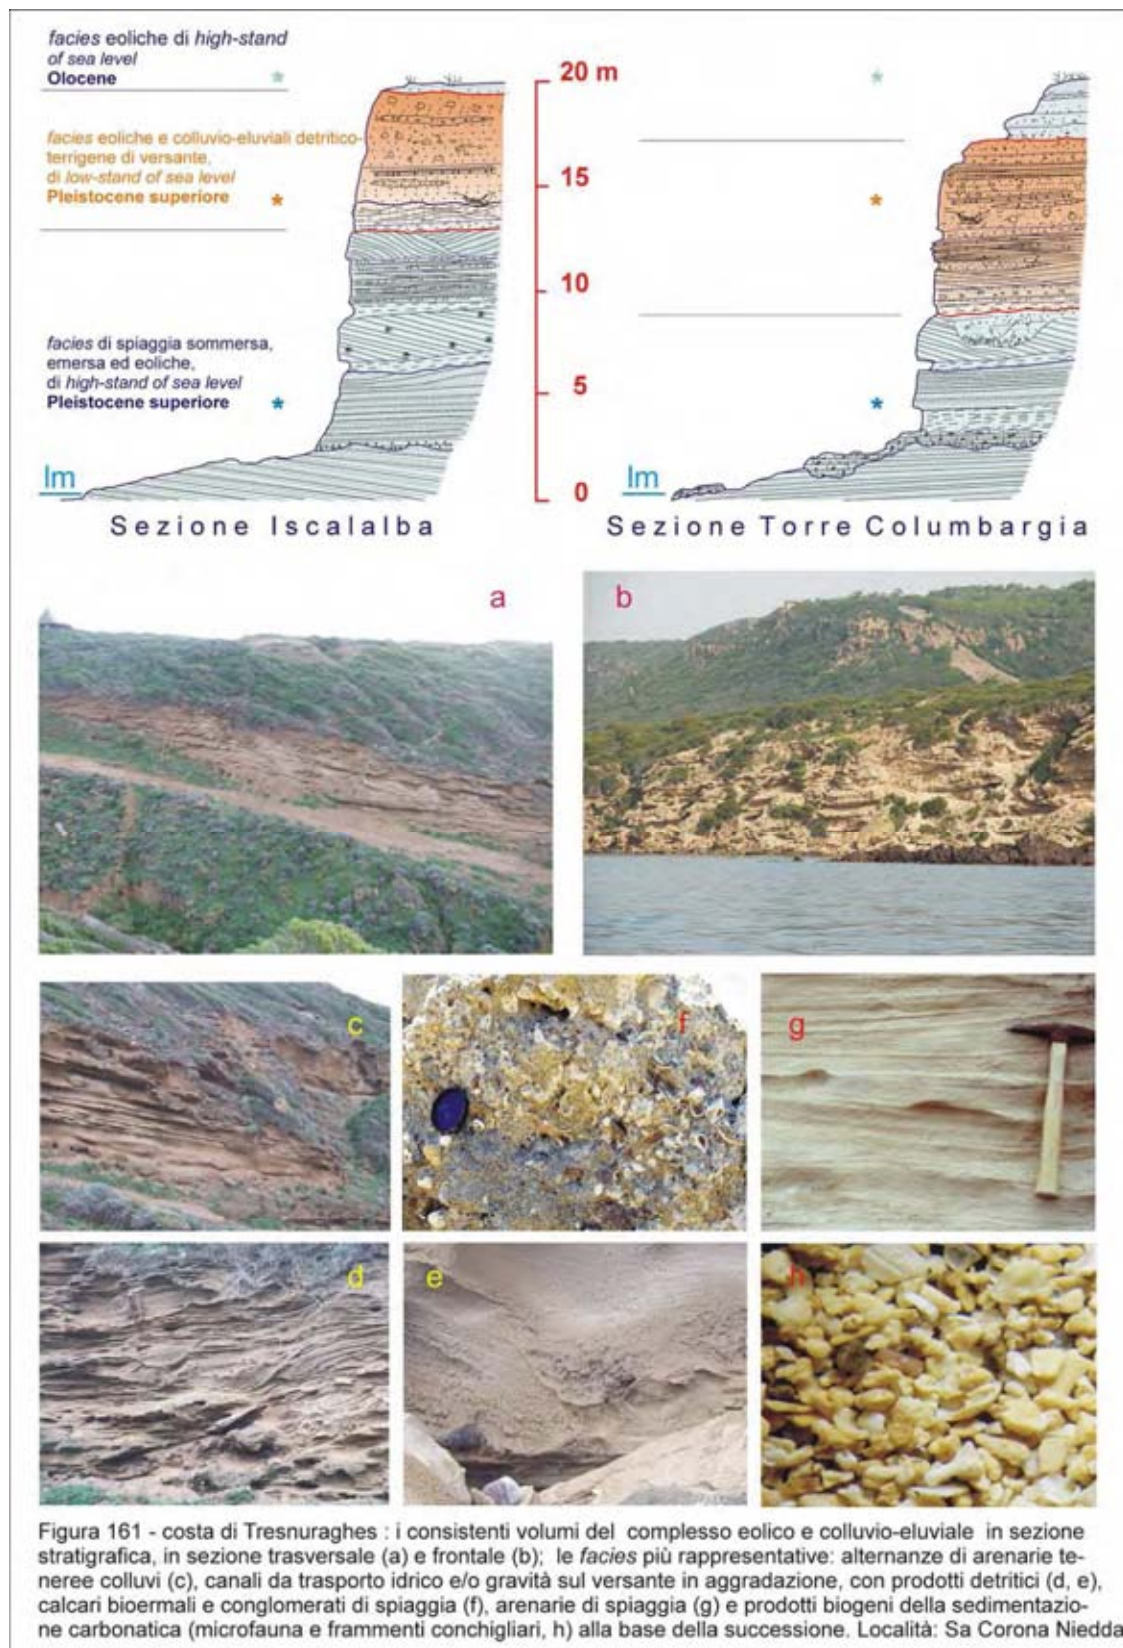 facies eoliche di high-stand
of sea level
Olocene *
facies eoliche e colluvio-eluviali detritico-
terrigene di versante,
di low-stand of sea level
Pleistocene superiore *
facies di spiaggia sommersa,
emersa ed eoliche,
di high-stand of sea level
Pleistocene superiore *
lm
20 m
15
10
5
0
*
*
*
lm
Sezione Iscalalba
Sezione Torre Columbargia
a
b
c
f
g
d
e
h
Figura 161 - costa di Tresnuraghes : i consistenti volumi del complesso eolico e colluvio-eluviale in sezione
stratigrafica, in sezione trasversale (a) e frontale (b); le facies più rappresentative: alternanze di arenarie te-
neree colluvi (c), canali da trasporto idrico e/o gravità sul versante in aggradazione, con prodotti detritici (d, e),
calcari bioermali e conglomerati di spiaggia (f), arenarie di spiaggia (g) e prodotti biogeni della sedimentazio-
ne carbonatica (microfauna e frammenti conchigliari, h) alla base della successione. Località: Sa Corona Niedda